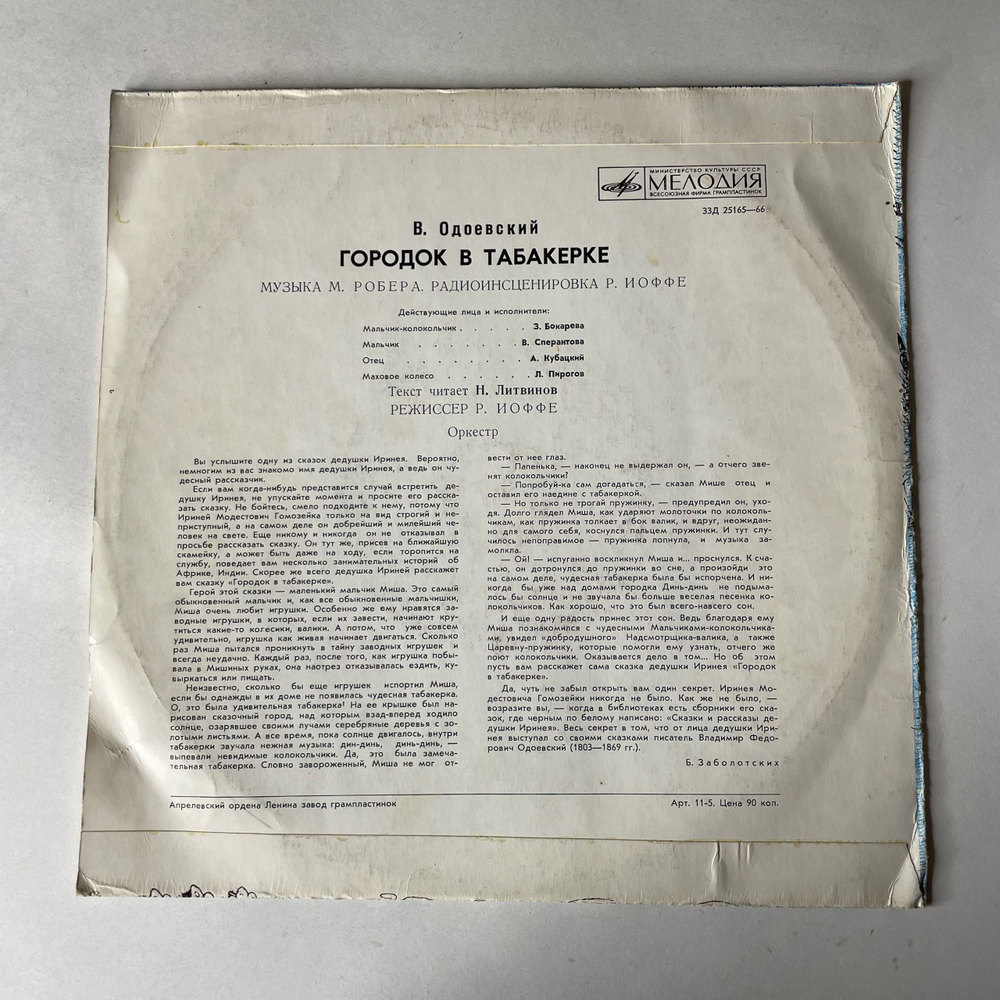 МИНИСТЕРСТВО КУЛЬТУРЫ СССР
МЕЛОДИЯ
ВСЕСОЮЗНАЯ ФИРМА ГРАМПЛАСТИНОК
33Д 25165—66
В. Одоевский
ГОРОДОК В ТАБАКЕРКЕ
МУЗЫКА М. РОБЕРА. РАДИОИНСЦЕНИРОВКА Р. ИОФФЕ
Действующие лица и исполнители:
Мальчик-колокольчик . . . . . З. Бокарева
Мальчик . . . . . . . В. Сперантова
Отец . . . . . . . . А. Кубацкий
Маховое колесо . . . . . . Л. Пирогов
Текст читает Н. Литвинов
РЕЖИССЕР Р. ИОФФЕ
Оркестр
Вы услышите одну из сказок дедушки Иринея. Вероятно,
немногим из вас знакомо имя дедушки Иринея, а ведь он чу-
десный рассказчик.
Если вам когда-нибудь представится случай встретить де-
душку Иринея, не упускайте момента и просите его расска-
зать сказку. Не бойтесь, смело подходите к нему, потому что
Ириней Модестович Гомозейка только на вид строгий и не-
приступный, а на самом деле он добрейший и милейший че-
ловек на свете. Еще никому и никогда он не отказывал в
просьбе рассказать сказку. Он тут же, присев на ближайшую
скамейку, а может быть даже на ходу, если торопится на
службу, поведает вам несколько занимательных историй об
Африке, Индии. Скорее же всего дедушка Ириней расскажет
вам сказку «Городок в табакерке».
Герой этой сказки — маленький мальчик Миша. Это самый
обыкновенный мальчик и, как все обыкновенные мальчишки,
Миша очень любит игрушки. Особенно же ему нравятся за-
водные игрушки, в которых, если их завести, начинают кру-
титься какие-то колесики, валики. А потом, что уже совсем
удивительно, игрушка как живая начинает двигаться. Сколько
раз Миша пытался проникнуть в тайну заводных игрушек и
всегда неудачно. Каждый раз, после того, как игрушка побы-
вала в Мишиных руках, она наотрез отказывалась ездить, ку-
выркаться или пищать.
Неизвестно, сколько бы еще игрушек испортил Миша,
если бы однажды в их доме не появилась чудесная табакерка.
О, это была удивительная табакерка! На ее крышке был на-
рисован сказочный город, над которым взад-вперед ходило
солнце, озарявшее своими лучами серебряные деревья с зо-
лотыми листьями. А все время, пока солнце двигалось, внутри
табакерки звучала нежная музыка: дин-динь, динь-динь, —
выпевали невидимые колокольчики. Да, это была замеча-
тельная табакерка. Словно завороженный, Миша не мог от-
вести от нее глаз.
— Папенька, — наконец не выдержал он, — а отчего зве-
нят колокольчики?
— Попробуй-ка сам догадаться, — сказал Мише отец и
оставил его наедине с табакеркой.
— Но только не трогай пружинку, — предупредил он, ухо-
дя. Долго глядел Миша, как ударяют молоточки по колоколь-
чикам, как пружинка толкает в бок валик, и вдруг, неожидан-
но для самого себя, коснулся пальцем пружинки. И тут слу-
чилось непоправимое — пружинка лопнула, и музыка за-
молкла.
— Ой! — испуганно воскликнул Миша и... проснулся. К сча-
стью, он дотронулся до пружинки во сне, а произойди это
на самом деле, чудесная табакерка была бы испорчена. И ни-
когда бы уже над домами городка Динь-динь не подыма-
лось бы солнце и не звучала бы больше веселая песенка ко-
локольчиков. Как хорошо, что это был всего-навсего сон.
И еще одну радость принес этот сон. Ведь благодаря ему
Миша познакомился с чудесными Мальчиками-колокольчика-
ми, увидел «добродушного» Надсмотрщика-валика, а также
Царевну-пружинку, которые помогли ему узнать, отчего же
поют колокольчики. Оказывается дело в том... Но об этом
пусть вам расскажет сама сказка дедушки Иринея «Городок
в табакерке».
Да, чуть не забыл открыть вам один секрет. Иринея Мо-
дестовича Гомозейки никогда не было. Как же не было, —
возразите вы, — когда в библиотеках есть сборники его ска-
зок, где черным по белому написано: «Сказки и рассказы де-
душки Иринея». Весь секрет в том, что от лица дедушки Ири-
нея выступал со своими сказками писатель Владимир Федо-
рович Одоевский (1803—1869 гг.).
Б. Заболотских
Апрелевский ордена Ленина завод грампластинок
Арт. 11-5. Цена 90 коп.